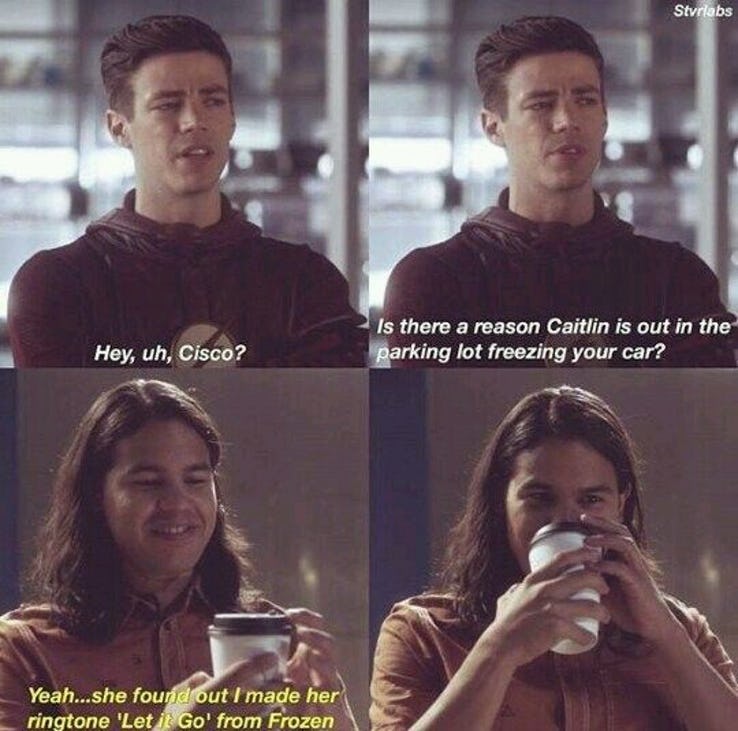 Stvrlabs
Hey, uh, Cisco?
Is there a reason Caitlin is out in the
parking lot freezing your car?
Yeah...she found out I made her
ringtone 'Let it Go' from Frozen